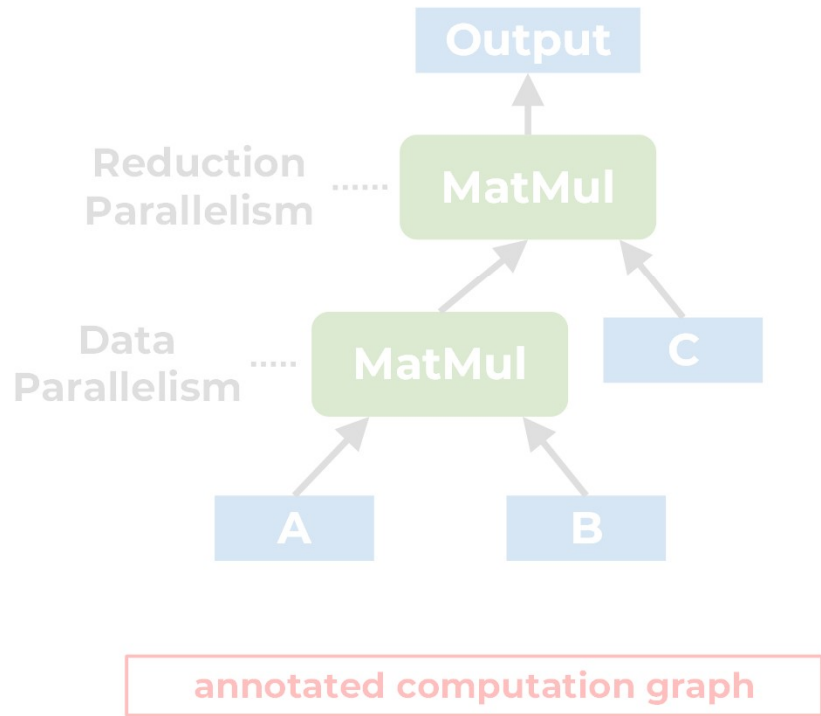 Output
Reduction
Parallelism
......
MatMul
Data
Parallelism
.....
MatMul
C
A
B
annotated computation graph